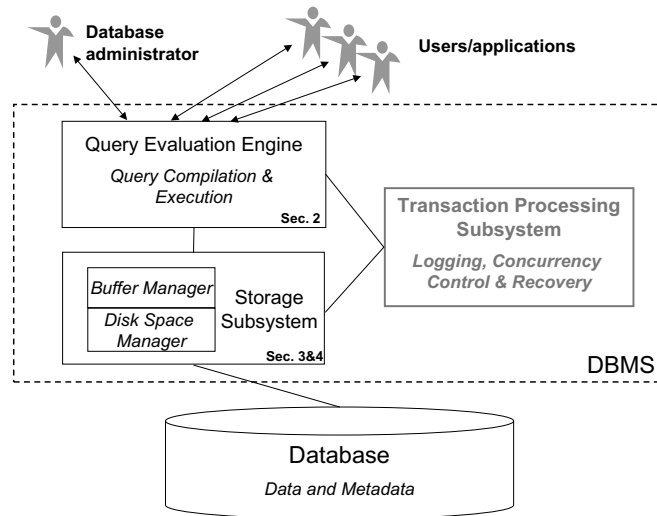 Database
administrator
Users/applications
Query Evaluation Engine
Query Compilation &
Execution
Sec. 2
Transaction Processing
Subsystem
Logging, Concurrency
Control & Recovery
Buffer Manager
Disk Space
Manager
Storage
Subsystem
Sec. 3&4
DBMS
Database
Data and Metadata